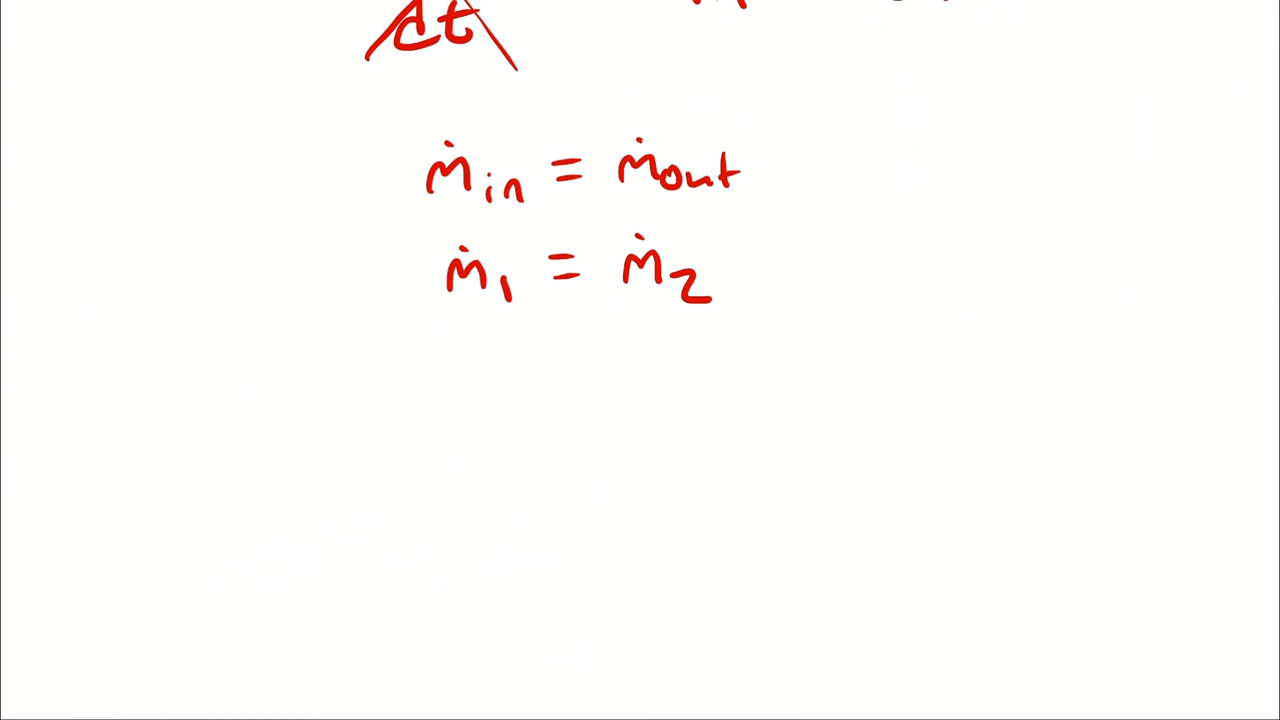 dt
ṁin = ṁout
ṁ1 = ṁ2